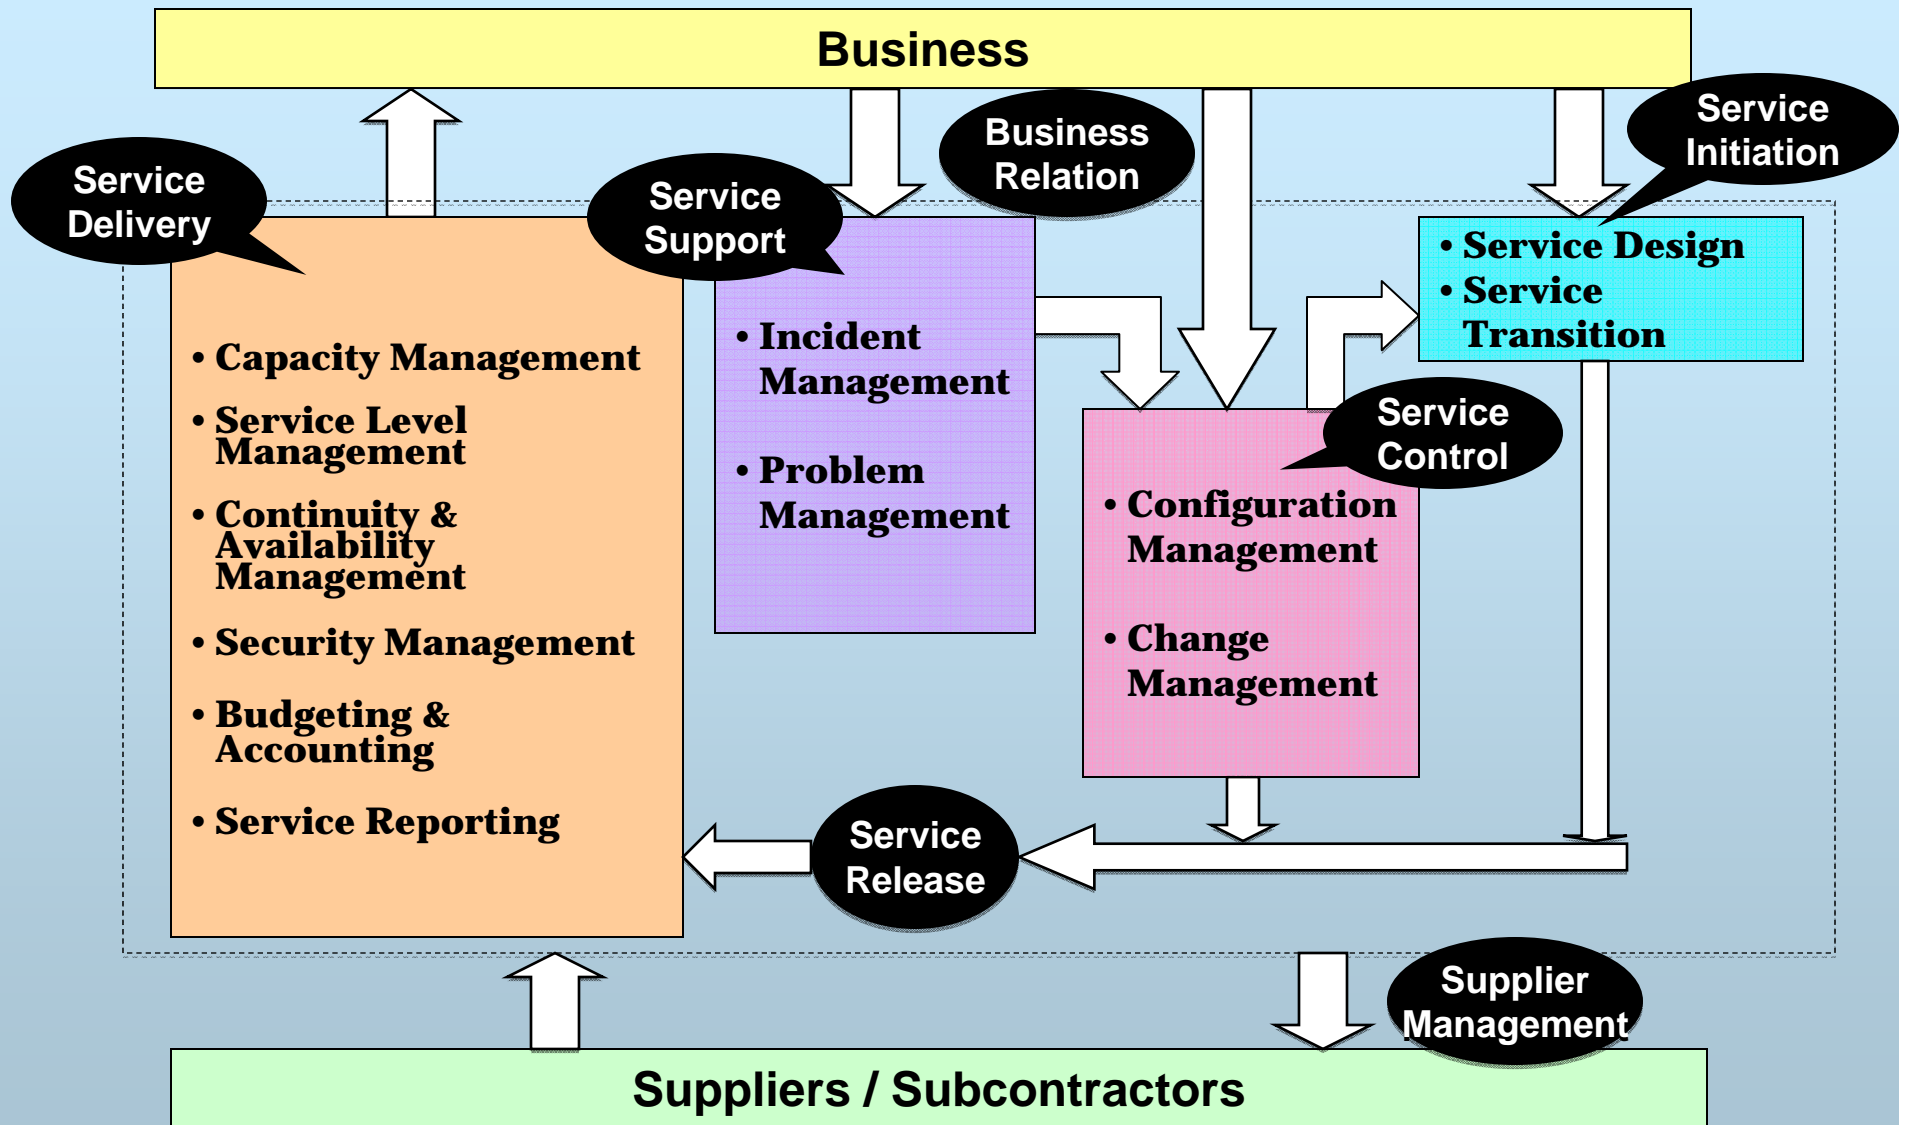 Business
Service
Delivery
Service
Support
Business
Relation
Service
Initiation
• Capacity Management
• Service Level
Management
• Continuity &
Availability
Management
• Security Management
• Budgeting &
Accounting
• Service Reporting
• Incident
Management
• Problem
Management
Service
Control
• Configuration
Management
• Change
Management
• Service Design
• Service
Transition
Service
Release
Supplier
Management
Suppliers / Subcontractors